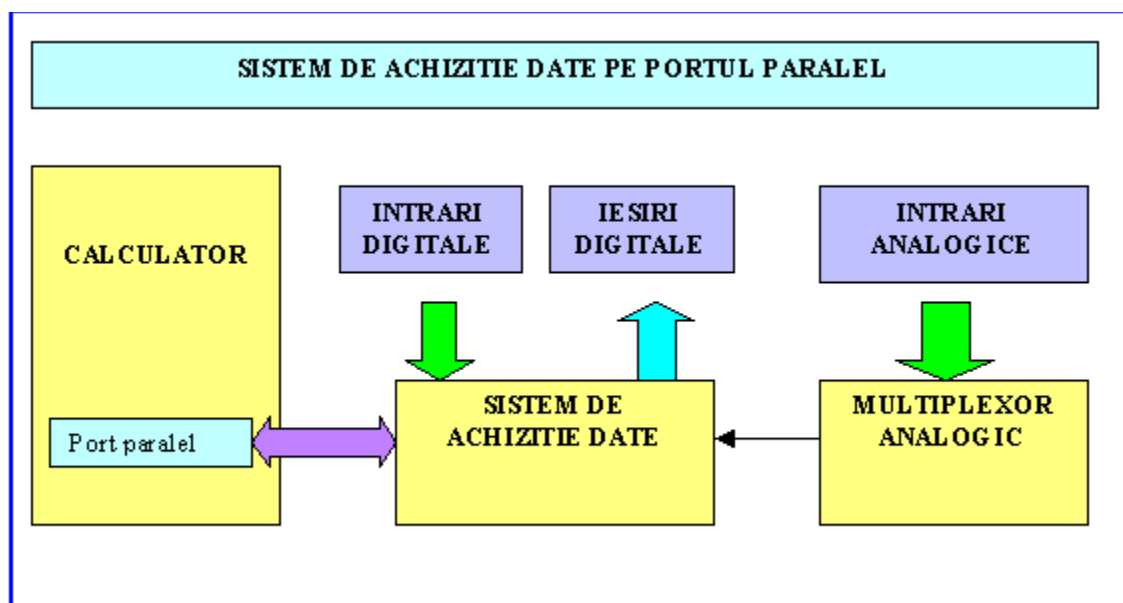 SISTEM DE ACHIZITIE DATE PE PORTUL PARALEL
CALCULATOR
Port paralel
INTRARI
DIGITALE
IESIRI
DIGITALE
INTRARI
ANALOGICE
SISTEM DE
ACHIZITIE DATE
MULTIPLEXOR
ANALOGIC